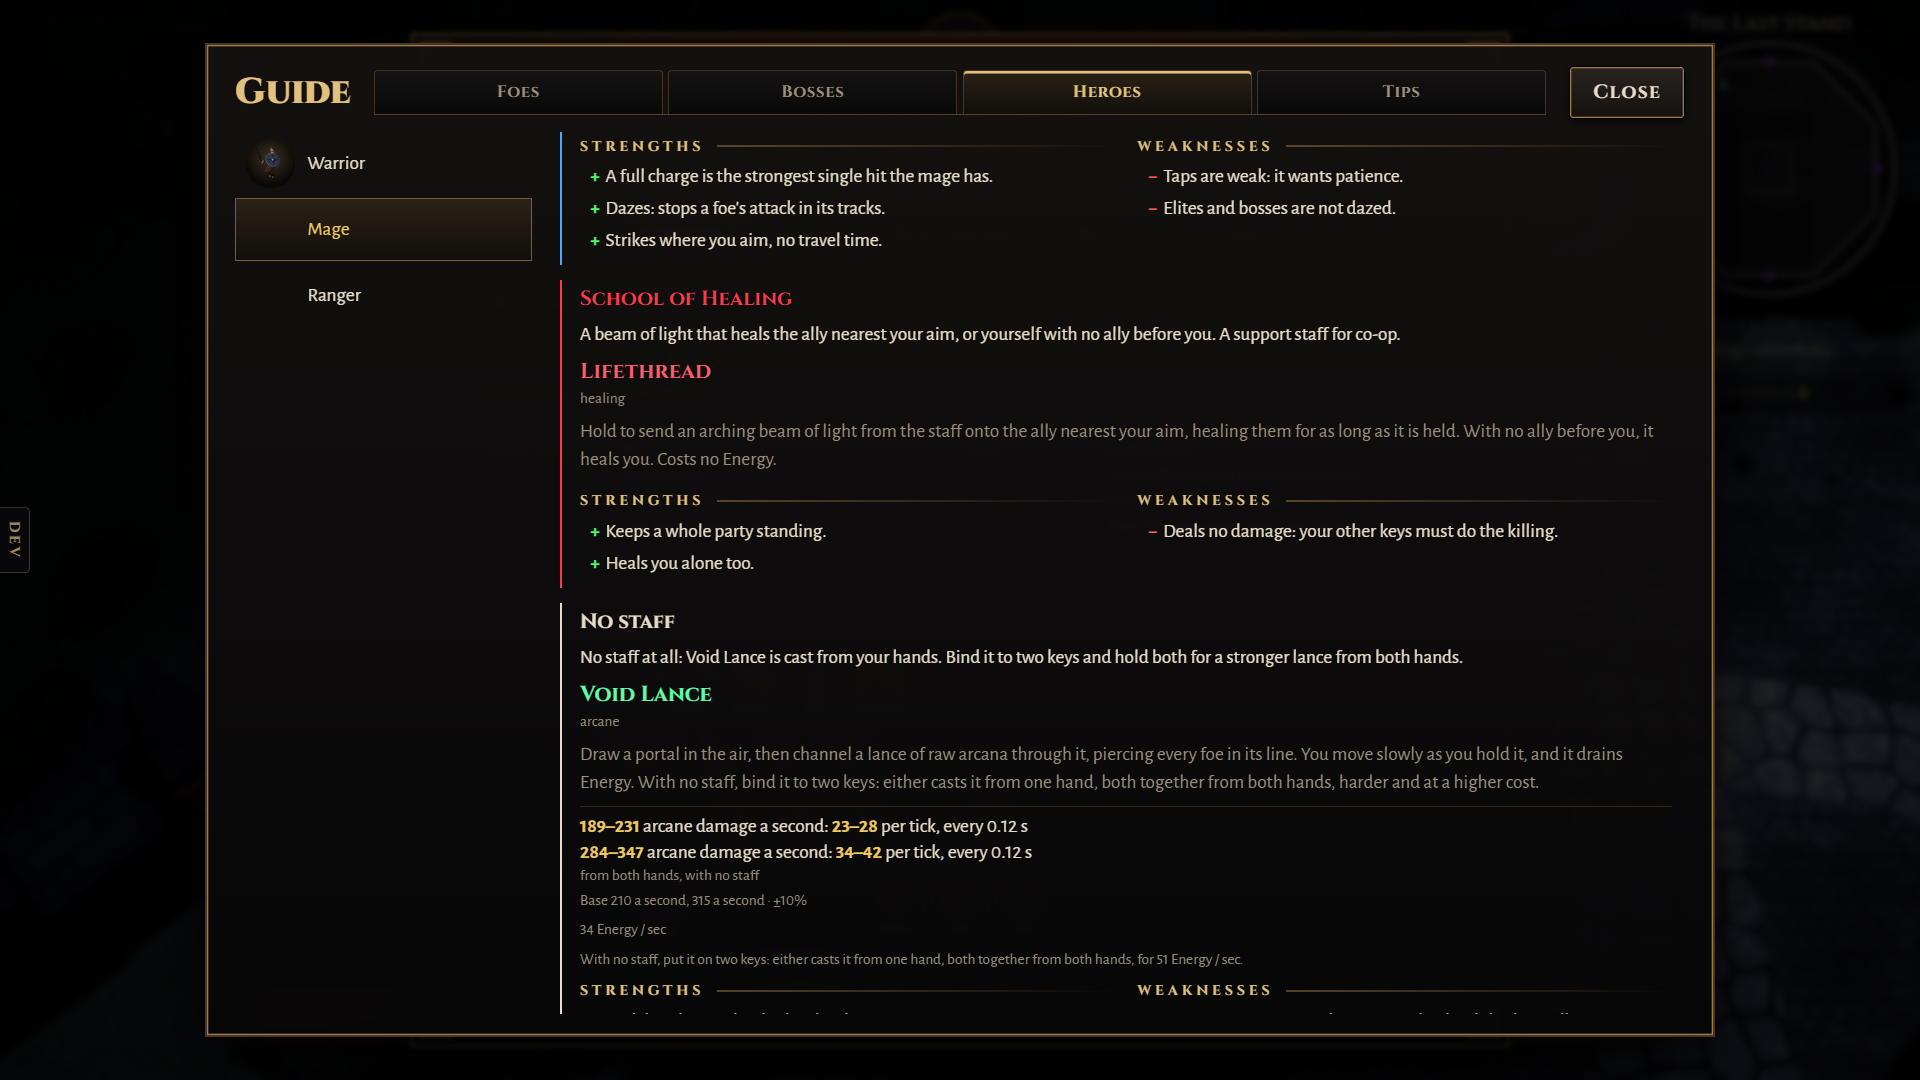 THE LAST STAND
GUIDE
FOES
BOSSES
HEROES
TIPS
CLOSE
Warrior
Mage
Ranger
DEV
STRENGTHS
+ A full charge is the strongest single hit the mage has.
+ Dazes: stops a foe's attack in its tracks.
+ Strikes where you aim, no travel time.
WEAKNESSES
– Taps are weak: it wants patience.
– Elites and bosses are not dazed.
SCHOOL OF HEALING
A beam of light that heals the ally nearest your aim, or yourself with no ally before you. A support staff for co-op.
LIFETHREAD
healing
Hold to send an arching beam of light from the staff onto the ally nearest your aim, healing them for as long as it is held. With no ally before you, it
heals you. Costs no Energy.
STRENGTHS
+ Keeps a whole party standing.
+ Heals you alone too.
WEAKNESSES
– Deals no damage: your other keys must do the killing.
NO STAFF
No staff at all: Void Lance is cast from your hands. Bind it to two keys and hold both for a stronger lance from both hands.
VOID LANCE
arcane
Draw a portal in the air, then channel a lance of raw arcana through it, piercing every foe in its line. You move slowly as you hold it, and it drains
Energy. With no staff, bind it to two keys: either casts it from one hand, both together from both hands, harder and at a higher cost.
189–231 arcane damage a second: 23–28 per tick, every 0.12 s
284–347 arcane damage a second: 34–42 per tick, every 0.12 s
from both hands, with no staff
Base 210 a second, 315 a second · ±10%
34 Energy / sec
With no staff, put it on two keys: either casts it from one hand, both together from both hands, for 51 Energy / sec.
STRENGTHS
WEAKNESSES